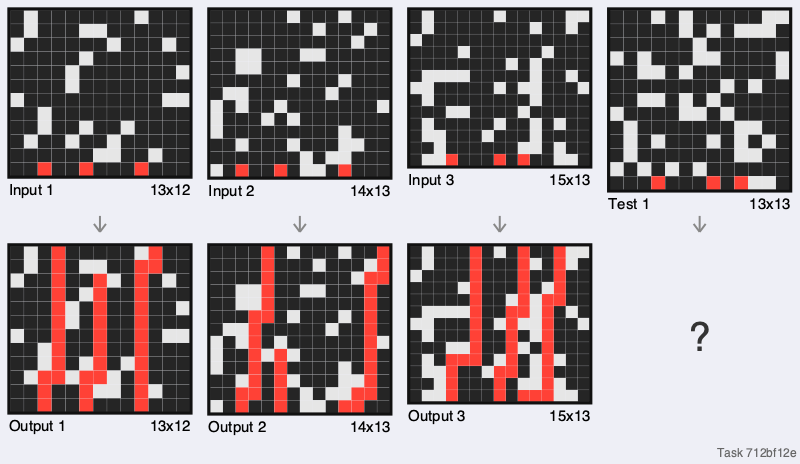 Input 1 13x12
Input 2 14x13
Input 3 15x13
Test 1 13x13
?
Output 1 13x12
Output 2 14x13
Output 3 15x13
Task 712bf12e